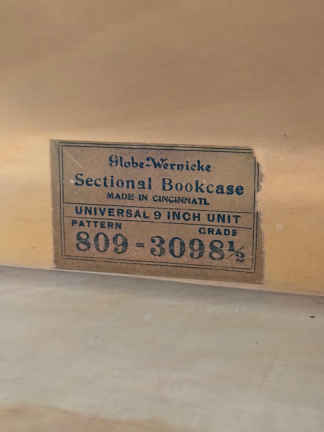 Globe-Wernicke
Sectional Bookcase
MADE IN CINCINNATI.
UNIVERSAL 9 INCH UNIT
PATTERN GRADE
809-3098½